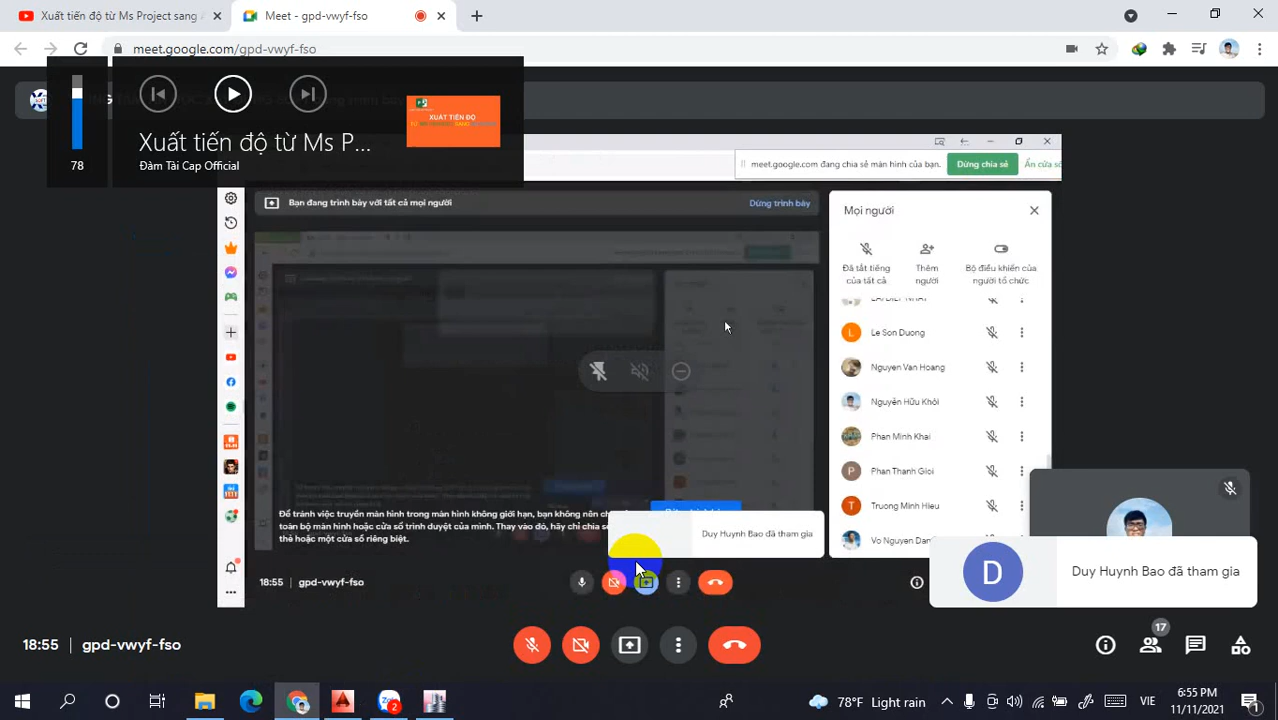 Xuất tiến độ từ Ms Project sang
Meet - gpd-vwyf-fso
meet.google.com/gpd-vwyf-fso
78
Xuất tiến độ từ Ms P...
Đàm Tài Cap Official
XUẤT TIẾN ĐỘ
meet.google.com đang chia sẻ màn hình của bạn.
Dừng chia sẻ
Ẩn cửa sổ
Bạn đang trình bày với tất cả mọi người
Dừng trình bày
Mọi người
Đã tắt tiếng
của tất cả
Thêm
người
Bộ điều khiển của
người tổ chức
Le Son Duong
Nguyen Van Hoang
Nguyễn Hữu Khôi
Phan Minh Khai
Phan Thanh Gioi
Truong Minh Hieu
Vo Nguyen Danh
Để tránh việc truyền màn hình trong màn hình không giới hạn, bạn không
toàn bộ màn hình hoặc cửa sổ trình duyệt của mình. Thay vào đó, hãy chỉ chia sẻ
thẻ hoặc một cửa sổ riêng biệt.
Duy Huynh Bao đã tham gia
18:55
gpd-vwyf-fso
D
Duy Huynh Bao đã tham gia
18:55 | gpd-vwyf-fso
17
2
78°F Light rain
VIE
6:55 PM
11/11/2021
1